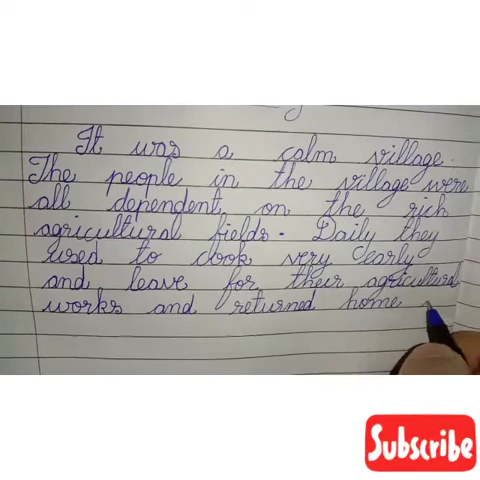 It was a calm village.
The people in the village were
all dependent on the rich
agricultural fields. Daily they
used to cook very early
and leave for their agricultural
works and returned home
Subscribe